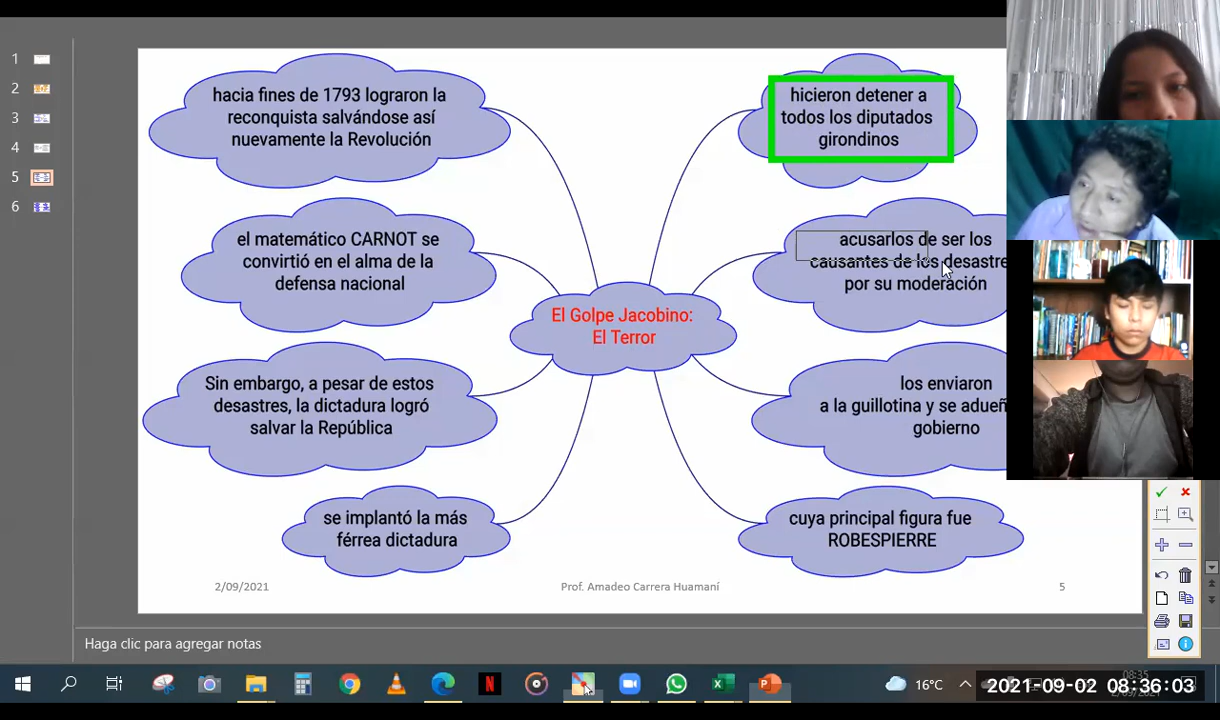 1
2
3
4
5
6
hacia fines de 1793 lograron la
reconquista salvándose así
nuevamente la Revolución
el matemático CARNOT se
convirtió en el alma de la
defensa nacional
Sin embargo, a pesar de estos
desastres, la dictadura logró
salvar la República
se implantó la más
férrea dictadura
El Golpe Jacobino:
El Terror
hicieron detener a
todos los diputados
girondinos
acusarlos de ser los
causantes de los desastre
por su moderación
los enviaron
a la guillotina y se adueñ
gobierno
cuya principal figura fue
ROBESPIERRE
2/09/2021
Prof. Amadeo Carrera Huamaní
5
Haga clic para agregar notas
16°C
2021-09-02 08:36:03